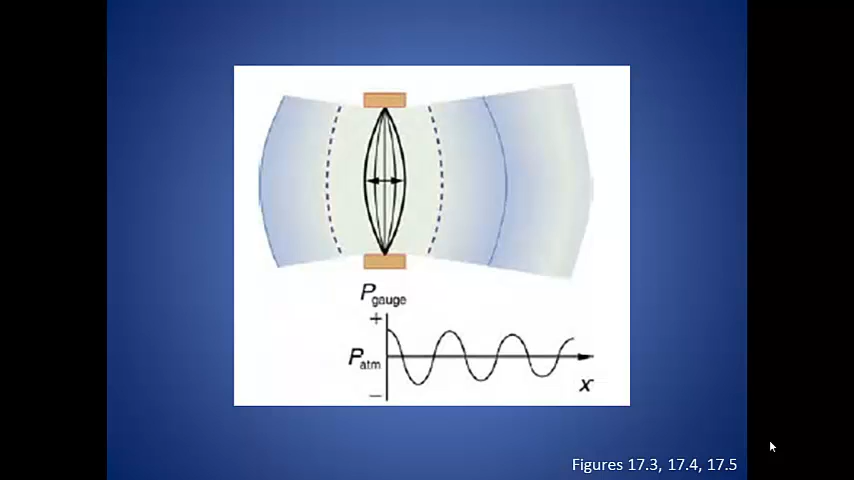 P gauge
+
P atm
−
x
Figures 17.3, 17.4, 17.5